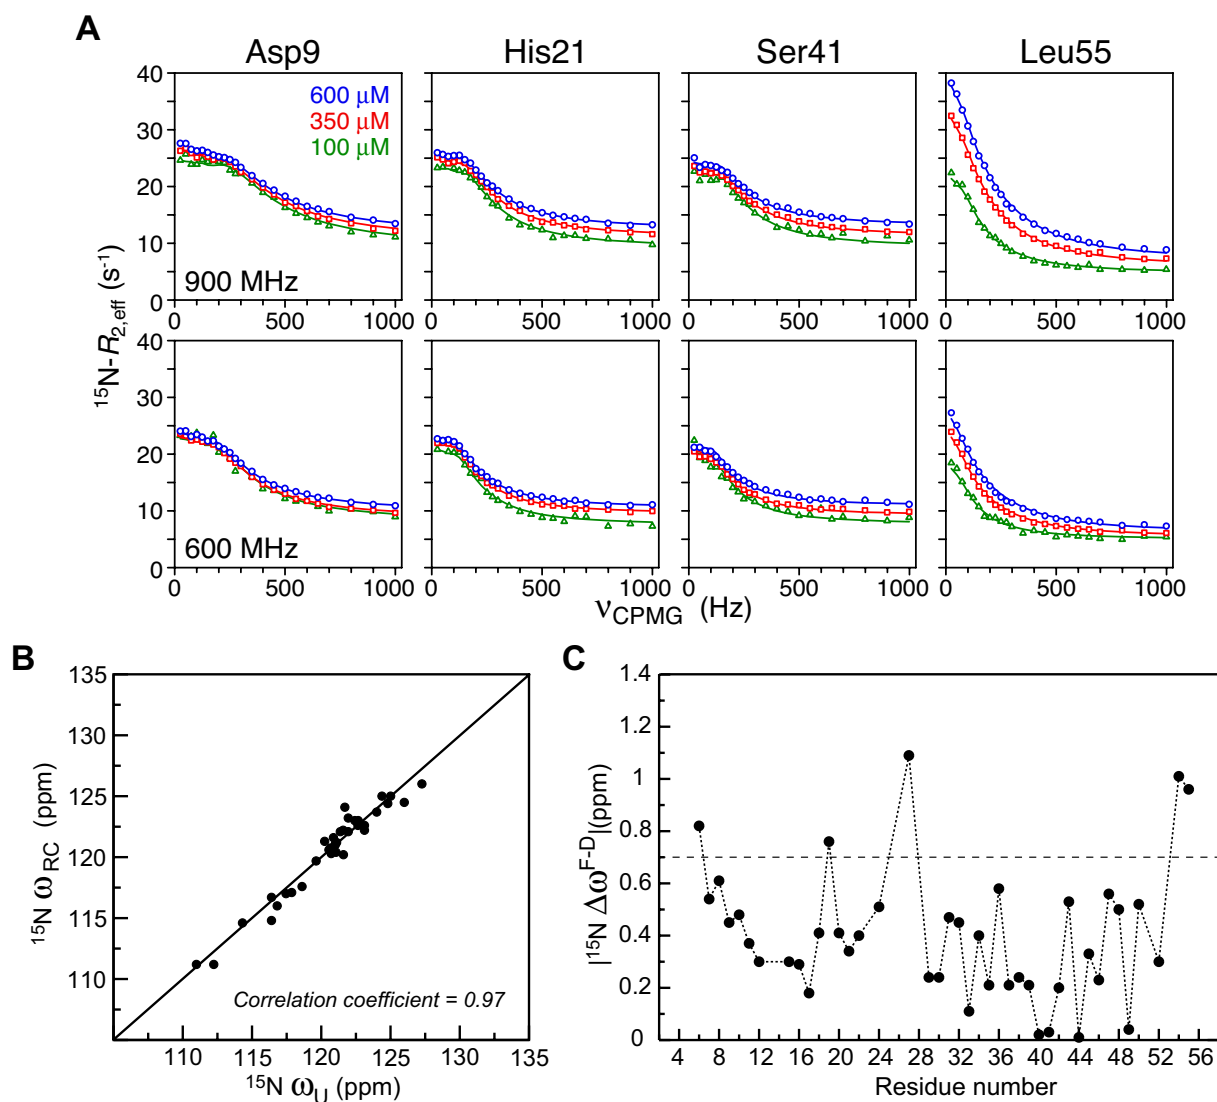 A
Asp9 His21 Ser41 Leu55
600 μM
350 μM
100 μM
900 MHz
40
30
20
10
0
0 500 1000 0 500 1000 0 500 1000 0 500 1000
¹⁵N-R₂,eff (s⁻¹)
600 MHz
40
30
20
10
0
0 500 1000 0 500 1000 0 500 1000 0 500 1000
νCPMG (Hz)
B
135
130
125
120
115
110
¹⁵N ωRC (ppm)
Correlation coefficient = 0.97
110 115 120 125 130 135
¹⁵N ωU (ppm)
C
1.4
1.2
1
0.8
0.6
0.4
0.2
0
|¹⁵N Δω^F-D|(ppm)
4 8 12 16 20 24 28 32 36 40 44 48 52 56
Residue number